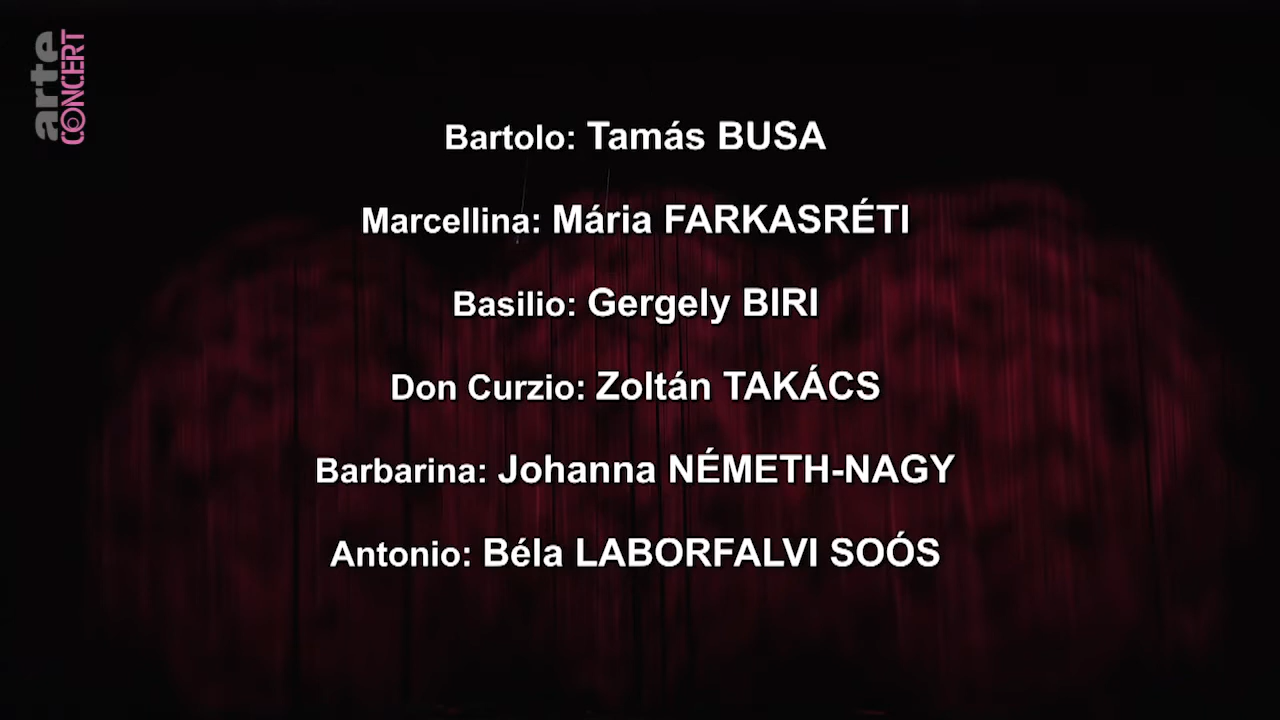 arte
CONCERT
Bartolo: Tamás BUSA
Marcellina: Mária FARKASRÉTI
Basilio: Gergely BIRI
Don Curzio: Zoltán TAKÁCS
Barbarina: Johanna NÉMETH-NAGY
Antonio: Béla LABORFALVI SOÓS